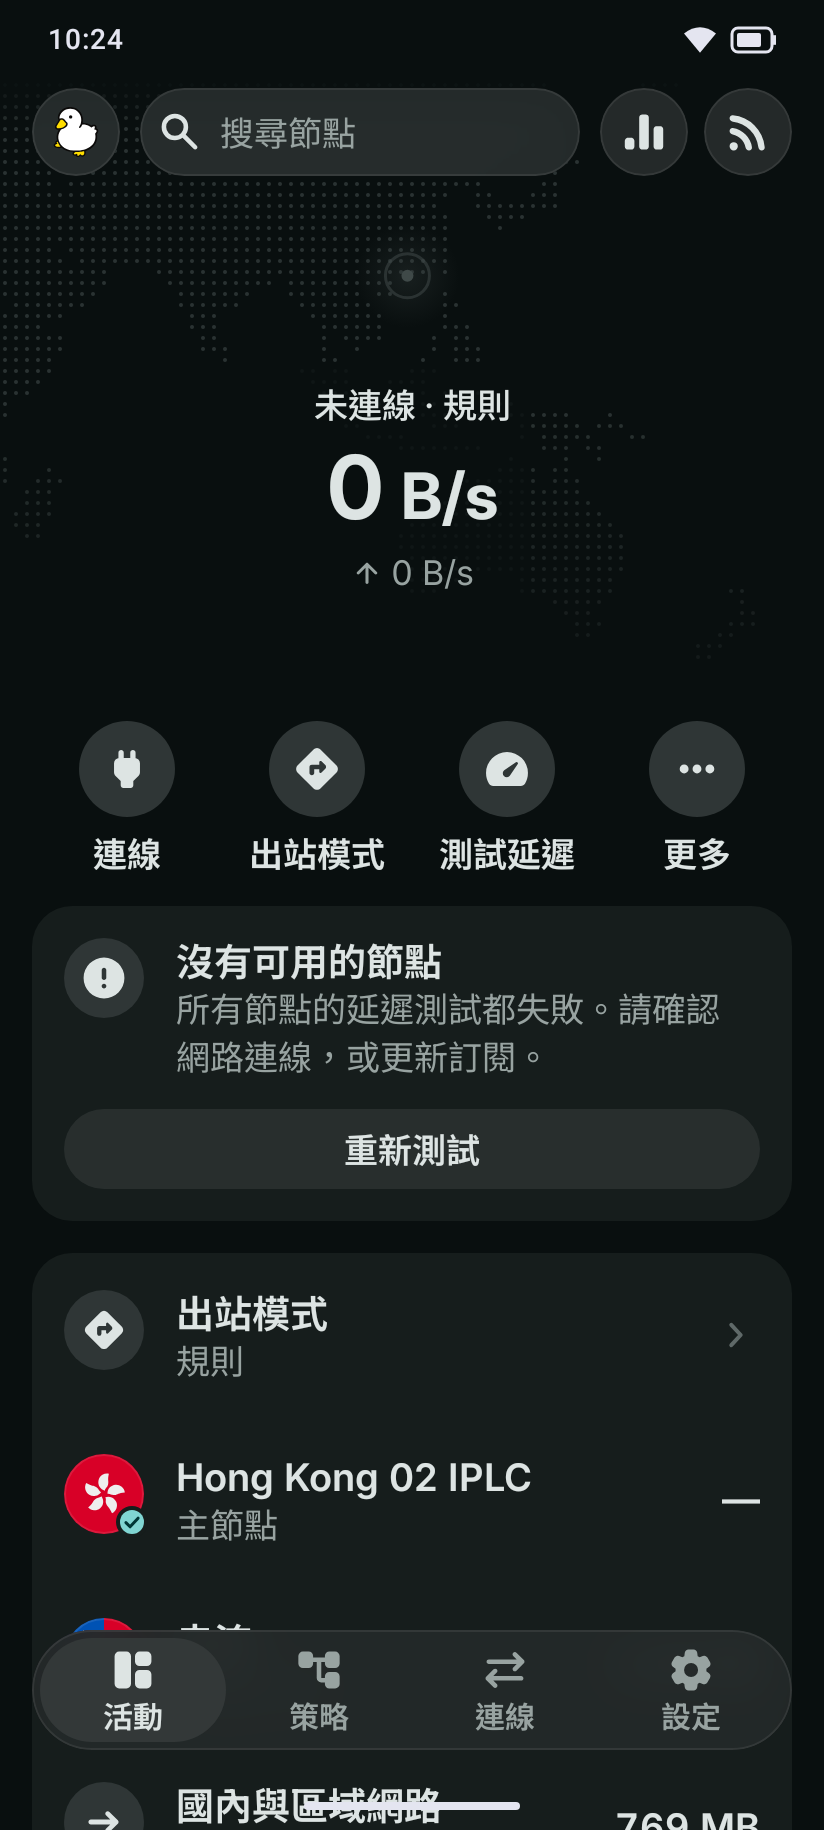 10:24
搜尋節點
未連線 · 規則
0 B/s
↑ 0 B/s
連線
出站模式
測試延遲
更多
沒有可用的節點
所有節點的延遲測試都失敗。請確認
網路連線，或更新訂閱。
重新測試
出站模式
規則
Hong Kong 02 IPLC
主節點
—
活動
策略
連線
設定
國內與區域網路
769 MB